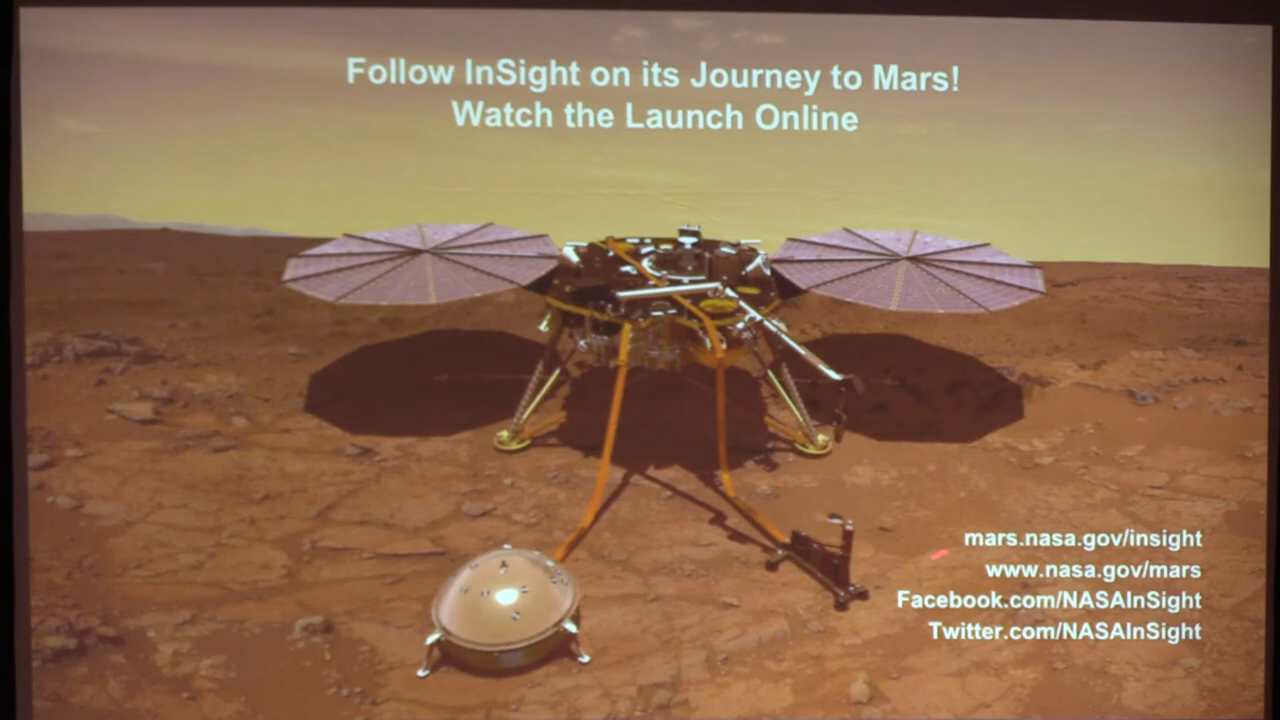 Follow InSight on its Journey to Mars!
Watch the Launch Online
mars.nasa.gov/insight
www.nasa.gov/mars
Facebook.com/NASAInSight
Twitter.com/NASAInSight